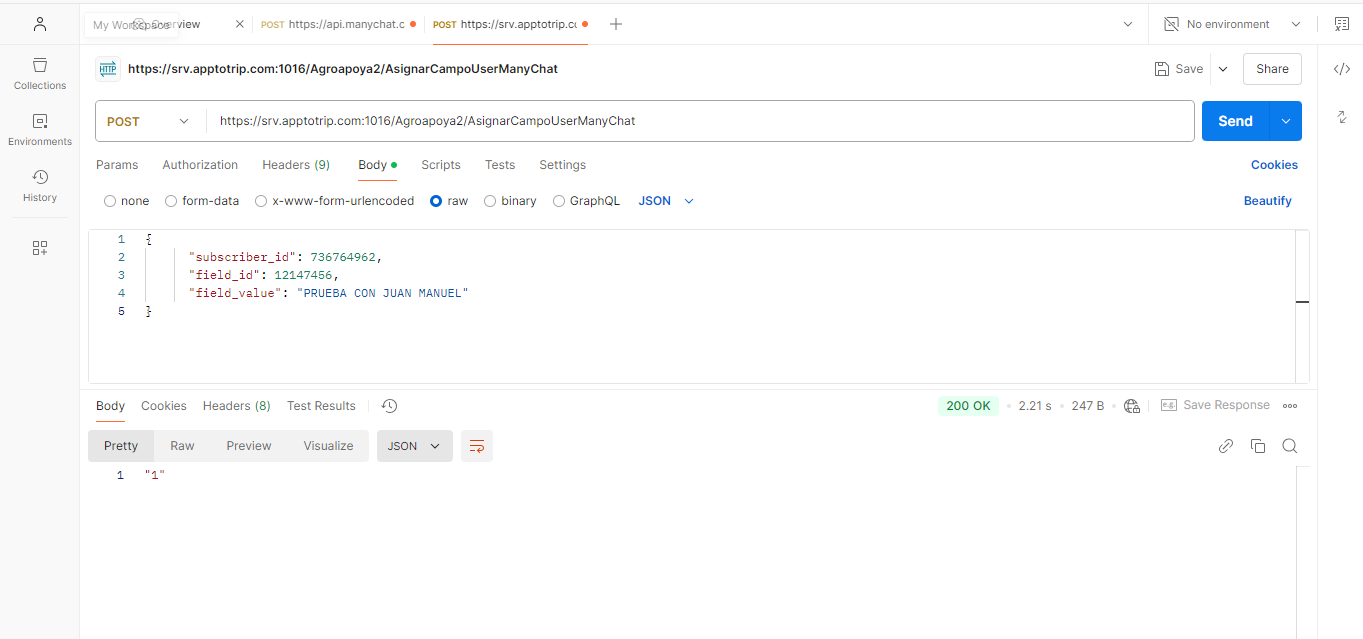 My Workspace Overview
POST https://api.manychat.c
POST https://srv.apptotrip.co
No environment
Collections
Environments
History
HTTP https://srv.apptotrip.com:1016/Agroapoya2/AsignarCampoUserManyChat
Save
Share
POST https://srv.apptotrip.com:1016/Agroapoya2/AsignarCampoUserManyChat
Send
Params Authorization Headers (9) Body Scripts Tests Settings
Cookies
none form-data x-www-form-urlencoded raw binary GraphQL JSON
Beautify
1 {
2 "subscriber_id": 736764962,
3 "field_id": 12147456,
4 "field_value": "PRUEBA CON JUAN MANUEL"
5 }
Body Cookies Headers (8) Test Results
200 OK 2.21 s 247 B e.g. Save Response
Pretty Raw Preview Visualize JSON
1 "1"